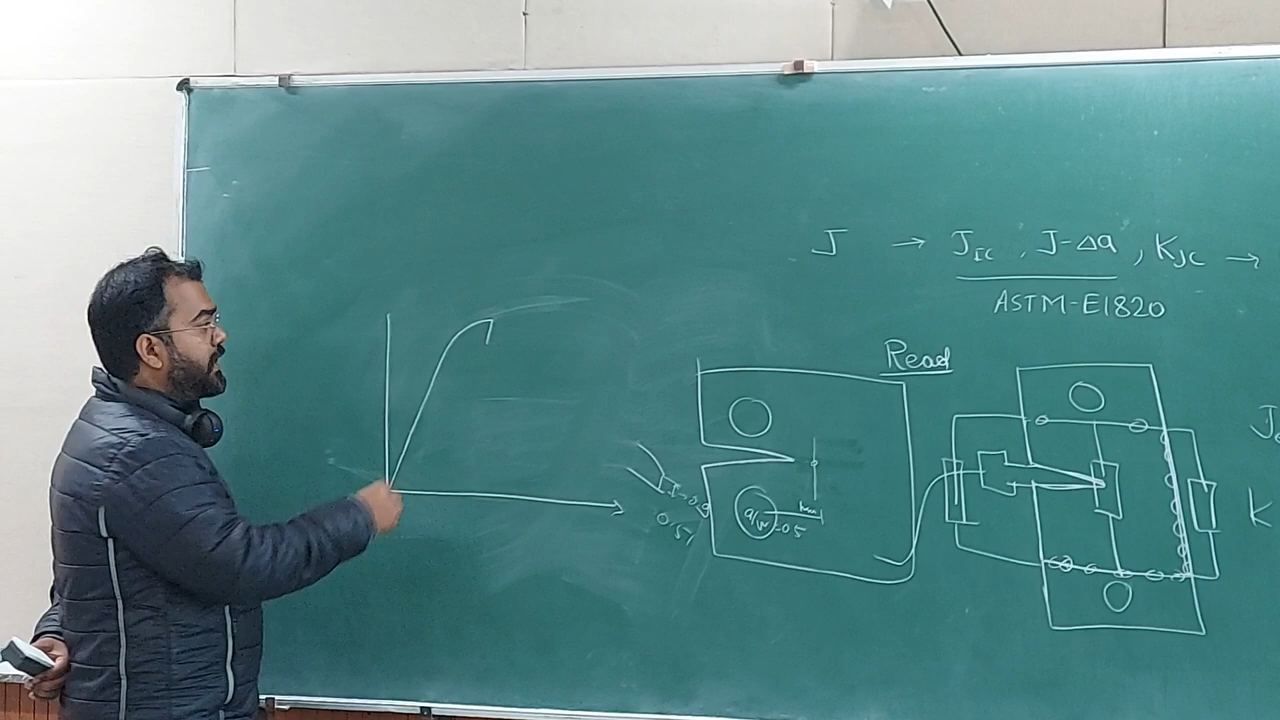 J → J_IC , J-Δa , K_JC →
ASTM-E1820
Read
a/w=0.5
K